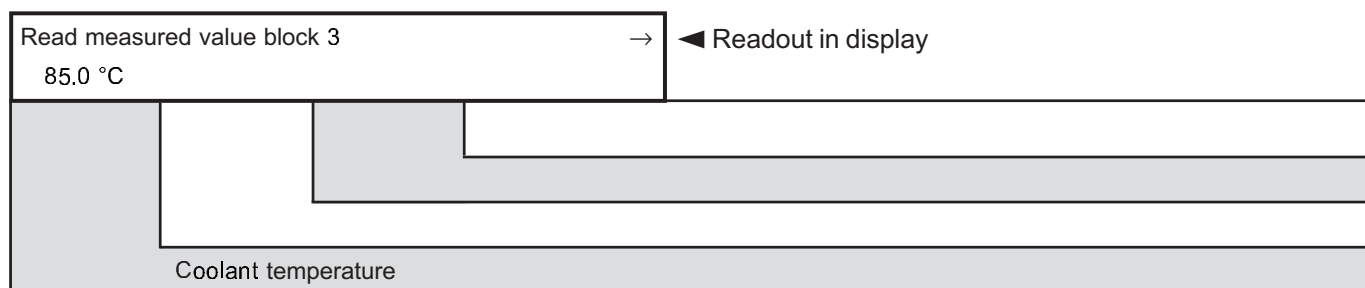 Read measured value block 3 →
◄ Readout in display
85.0 °C
Coolant temperature